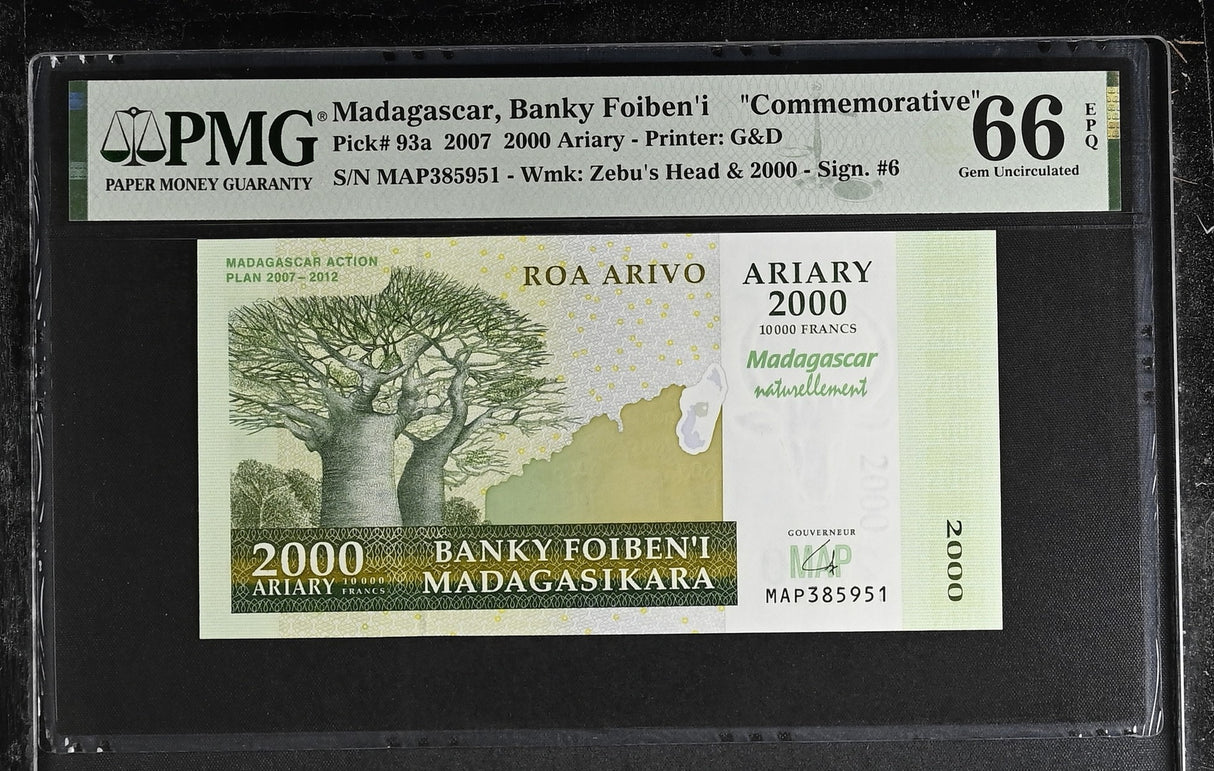 PMG®
PAPER MONEY GUARANTY
Madagascar, Banky Foiben'i "Commemorative"
Pick# 93a 2007 2000 Ariary - Printer: G&D
S/N MAP385951 - Wmk: Zebu's Head & 2000 - Sign. #6
66
EPQ
Gem Uncirculated
MADAGASCAR ACTION
PLAN 2007-2012
ROA ARIVO
ARIARY
2000
10000 FRANCS
Madagascar
naturellement
2000
ARIARY 10000
FRANCS
BANKY FOIBEN'I
MADAGASIKARA
GOUVERNEUR
MAP
MAP385951
2000